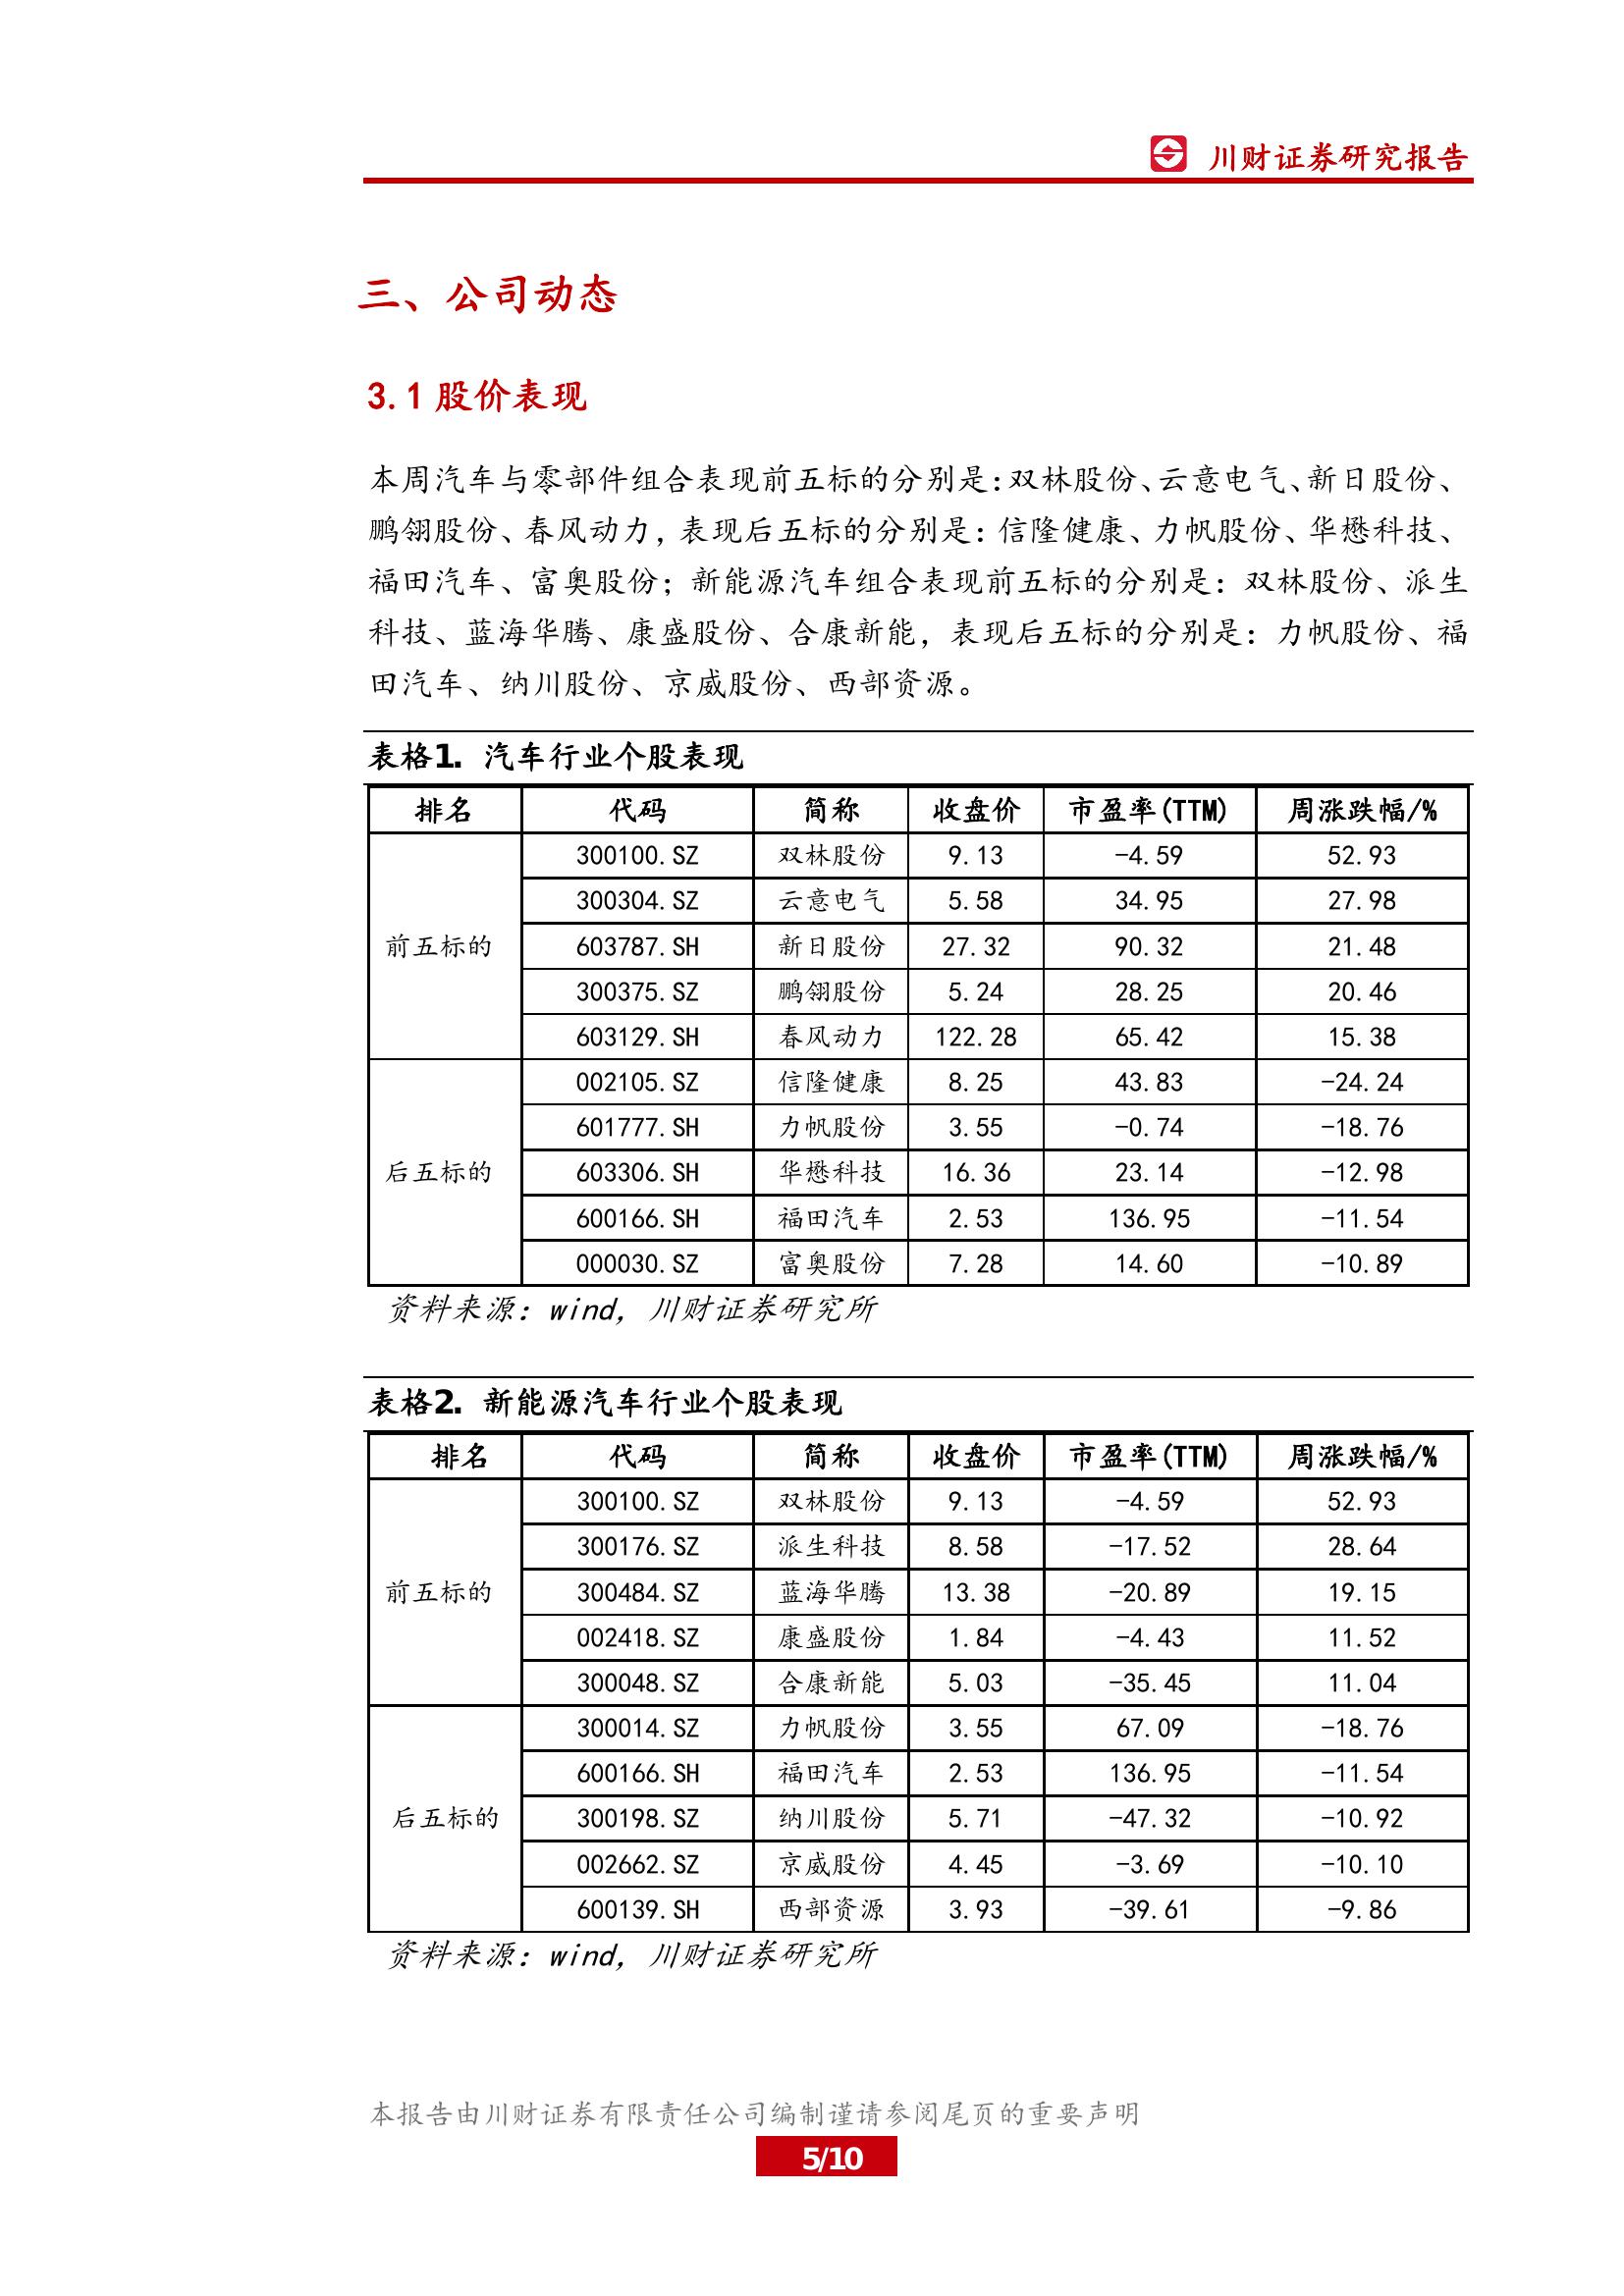 川财证券研究报告
三、公司动态
3.1 股价表现
本周汽车与零部件组合表现前五标的分别是：双林股份、云意电气、新日股份、
鹏翎股份、春风动力，表现后五标的分别是：信隆健康、力帆股份、华懋科技、
福田汽车、富奥股份；新能源汽车组合表现前五标的分别是：双林股份、派生
科技、蓝海华腾、康盛股份、合康新能，表现后五标的分别是：力帆股份、福
田汽车、纳川股份、京威股份、西部资源。
表格1. 汽车行业个股表现
排名 代码 简称 收盘价 市盈率(TTM) 周涨跌幅/%
前五标的
300100.SZ 双林股份 9.13 -4.59 52.93
300304.SZ 云意电气 5.58 34.95 27.98
603787.SH 新日股份 27.32 90.32 21.48
300375.SZ 鹏翎股份 5.24 28.25 20.46
603129.SH 春风动力 122.28 65.42 15.38
后五标的
002105.SZ 信隆健康 8.25 43.83 -24.24
601777.SH 力帆股份 3.55 -0.74 -18.76
603306.SH 华懋科技 16.36 23.14 -12.98
600166.SH 福田汽车 2.53 136.95 -11.54
000030.SZ 富奥股份 7.28 14.60 -10.89
资料来源：wind，川财证券研究所
表格2. 新能源汽车行业个股表现
排名 代码 简称 收盘价 市盈率(TTM) 周涨跌幅/%
前五标的
300100.SZ 双林股份 9.13 -4.59 52.93
300176.SZ 派生科技 8.58 -17.52 28.64
300484.SZ 蓝海华腾 13.38 -20.89 19.15
002418.SZ 康盛股份 1.84 -4.43 11.52
300048.SZ 合康新能 5.03 -35.45 11.04
后五标的
300014.SZ 力帆股份 3.55 67.09 -18.76
600166.SH 福田汽车 2.53 136.95 -11.54
300198.SZ 纳川股份 5.71 -47.32 -10.92
002662.SZ 京威股份 4.45 -3.69 -10.10
600139.SH 西部资源 3.93 -39.61 -9.86
资料来源：wind，川财证券研究所
本报告由川财证券有限责任公司编制谨请参阅尾页的重要声明
5/10